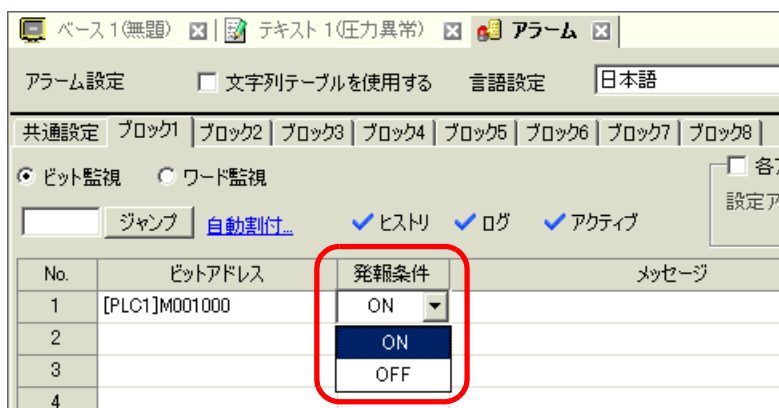 ベース 1(無題) テキスト 1(圧力異常) アラーム
アラーム設定 文字列テーブルを使用する 言語設定 日本語
共通設定 ブロック1 ブロック2 ブロック3 ブロック4 ブロック5 ブロック6 ブロック7 ブロック8
ビット監視 ワード監視 各
設定ア
ジャンプ 自動割付... ヒストリ ログ アクティブ
No. ビットアドレス 発報条件 メッセージ
1 [PLC1]M001000 ON
2 ON
3 OFF
4